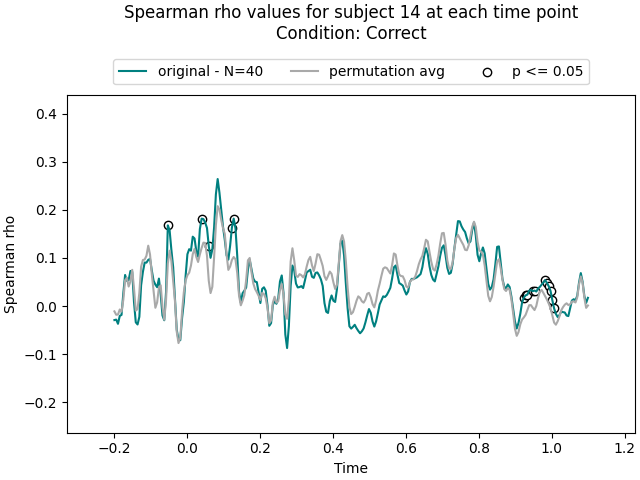 Spearman rho values for subject 14 at each time point
Condition: Correct
original - N=40 permutation avg p <= 0.05
Spearman rho
0.4
0.3
0.2
0.1
0.0
−0.1
−0.2
−0.2 0.0 0.2 0.4 0.6 0.8 1.0 1.2
Time